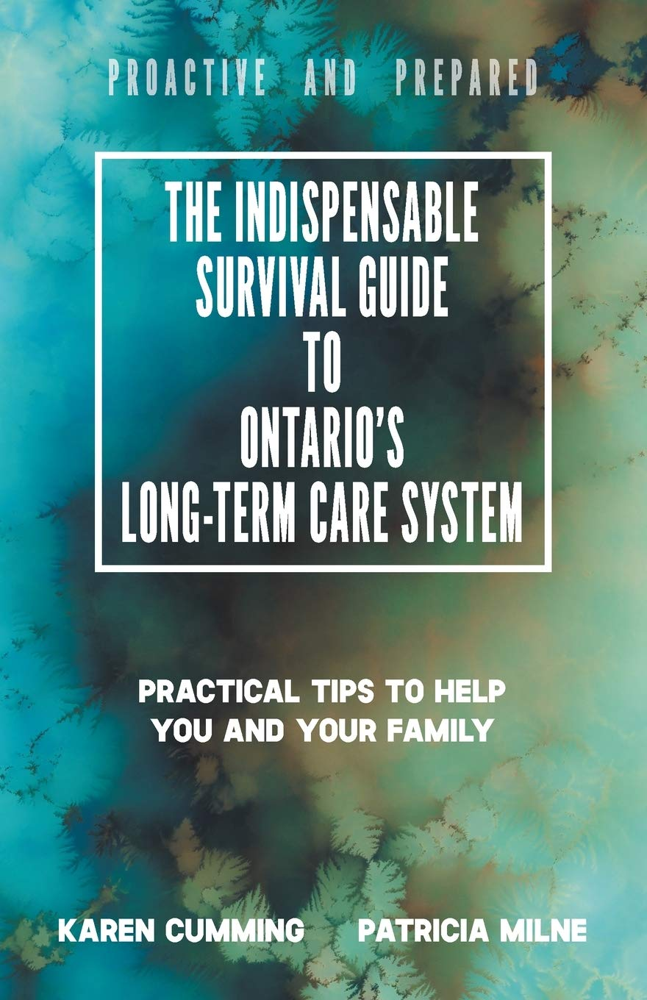 PROACTIVE AND PREPARED
THE INDISPENSABLE
SURVIVAL GUIDE
TO
ONTARIO'S
LONG-TERM CARE SYSTEM
PRACTICAL TIPS TO HELP
YOU AND YOUR FAMILY
KAREN CUMMING PATRICIA MILNE